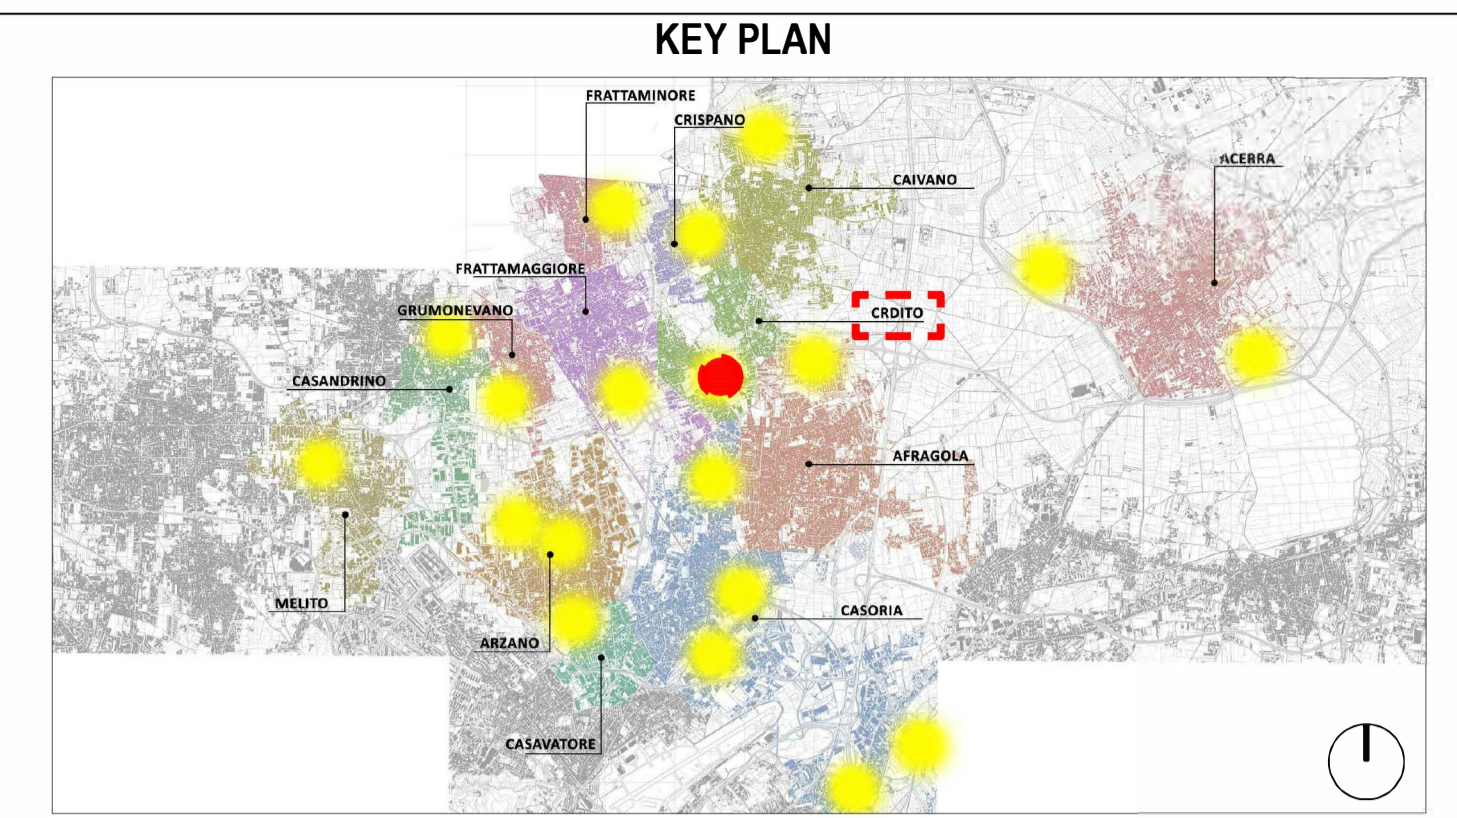 KEY PLAN
FRATTAMINORE
CRISPANO
ACERRA
CAIVANO
FRATTAMAGGIORE
GRUMONEVANO
CRDITO
CASANDRINO
AFRAGOLA
MELITO
CASORIA
ARZANO
CASAVATORE